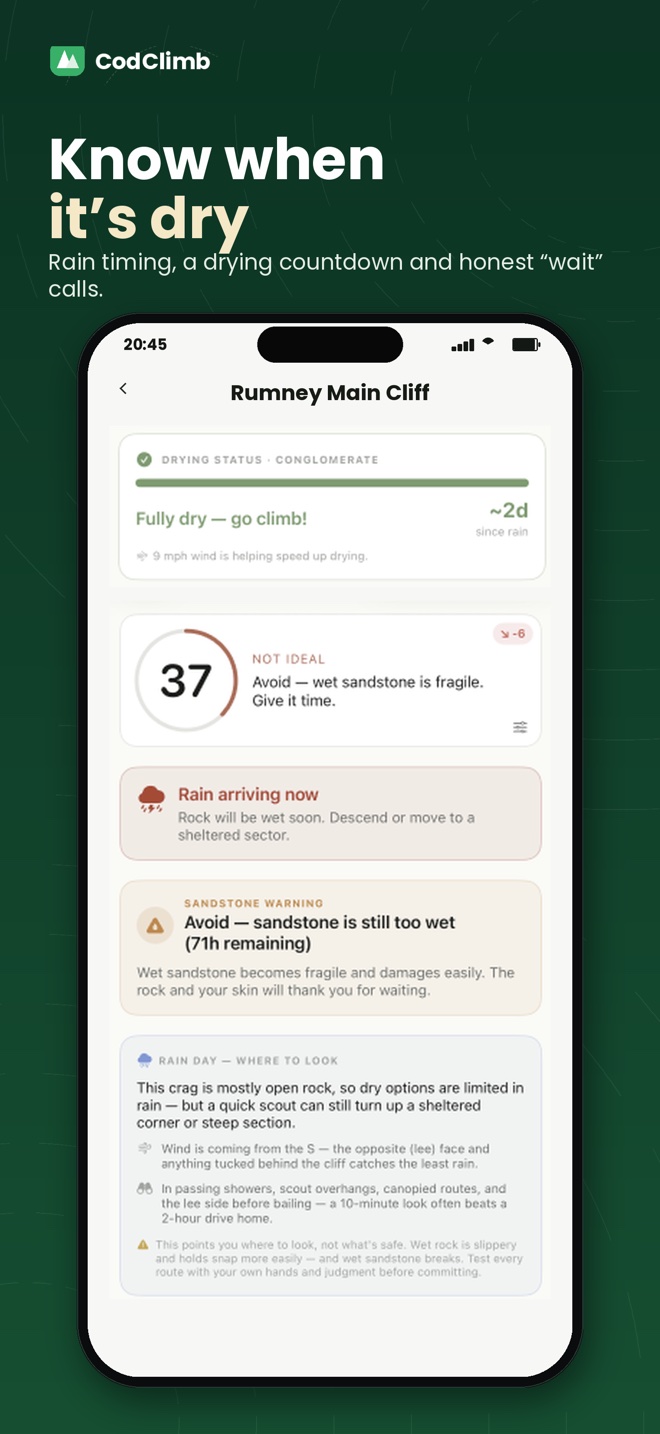 CodClimb
Know when
it’s dry
Rain timing, a drying countdown and honest “wait”
calls.
20:45
Rumney Main Cliff
DRYING STATUS · CONGLOMERATE
Fully dry — go climb!
~2d
since rain
9 mph wind is helping speed up drying.
-6
37
NOT IDEAL
Avoid — wet sandstone is fragile.
Give it time.
Rain arriving now
Rock will be wet soon. Descend or move to a
sheltered sector.
SANDSTONE WARNING
Avoid — sandstone is still too wet
(71h remaining)
Wet sandstone becomes fragile and damages easily. The
rock and your skin will thank you for waiting.
RAIN DAY — WHERE TO LOOK
This crag is mostly open rock, so dry options are limited in
rain — but a quick scout can still turn up a sheltered
corner or steep section.
Wind is coming from the S — the opposite (lee) face and
anything tucked behind the cliff catches the least rain.
In passing showers, scout overhangs, canopied routes, and
the lee side before bailing — a 10-minute look often beats a
2-hour drive home.
This points you where to look, not what's safe. Wet rock is slippery
and holds snap more easily — and wet sandstone breaks. Test every
route with your own hands and judgment before committing.